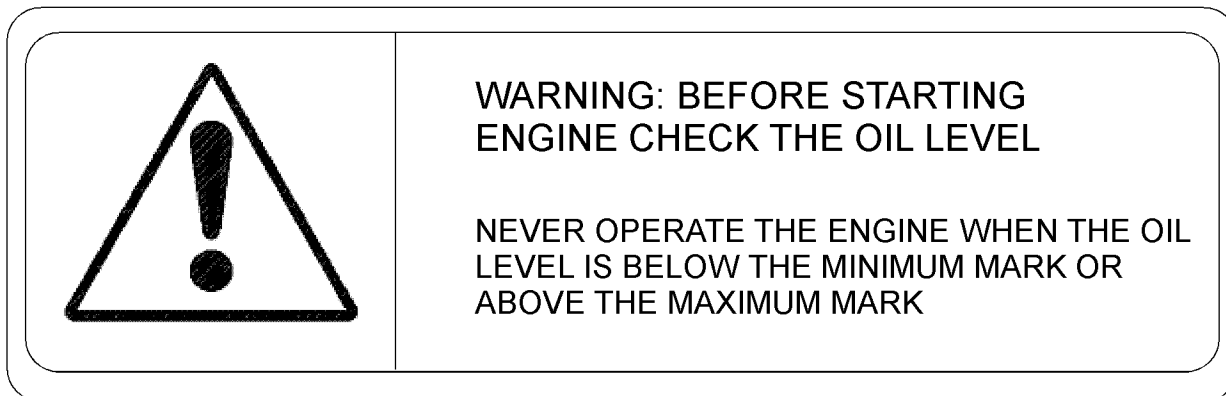 WARNING: BEFORE STARTING
ENGINE CHECK THE OIL LEVEL
NEVER OPERATE THE ENGINE WHEN THE OIL
LEVEL IS BELOW THE MINIMUM MARK OR
ABOVE THE MAXIMUM MARK